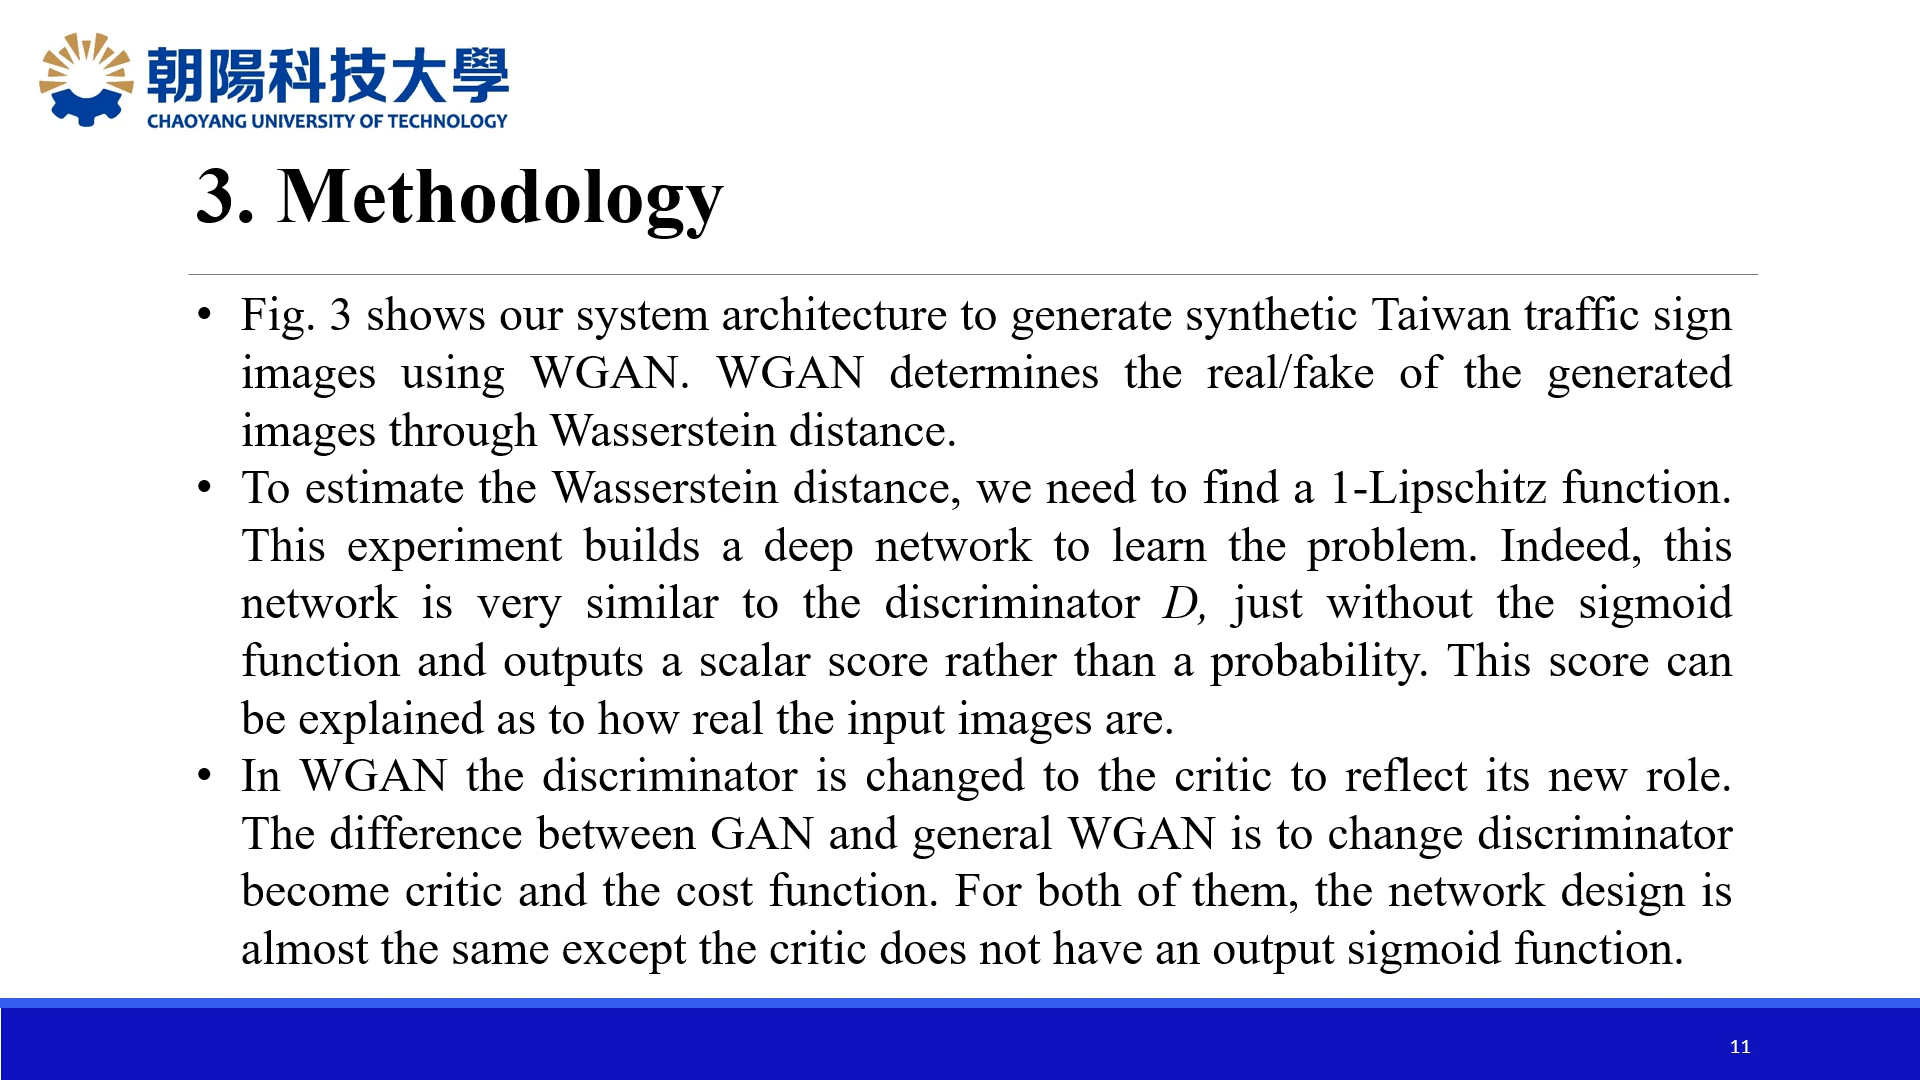 朝陽科技大學
CHAOYANG UNIVERSITY OF TECHNOLOGY
3. Methodology
• Fig. 3 shows our system architecture to generate synthetic Taiwan traffic sign
images using WGAN. WGAN determines the real/fake of the generated
images through Wasserstein distance.
• To estimate the Wasserstein distance, we need to find a 1-Lipschitz function.
This experiment builds a deep network to learn the problem. Indeed, this
network is very similar to the discriminator D, just without the sigmoid
function and outputs a scalar score rather than a probability. This score can
be explained as to how real the input images are.
• In WGAN the discriminator is changed to the critic to reflect its new role.
The difference between GAN and general WGAN is to change discriminator
become critic and the cost function. For both of them, the network design is
almost the same except the critic does not have an output sigmoid function.
11